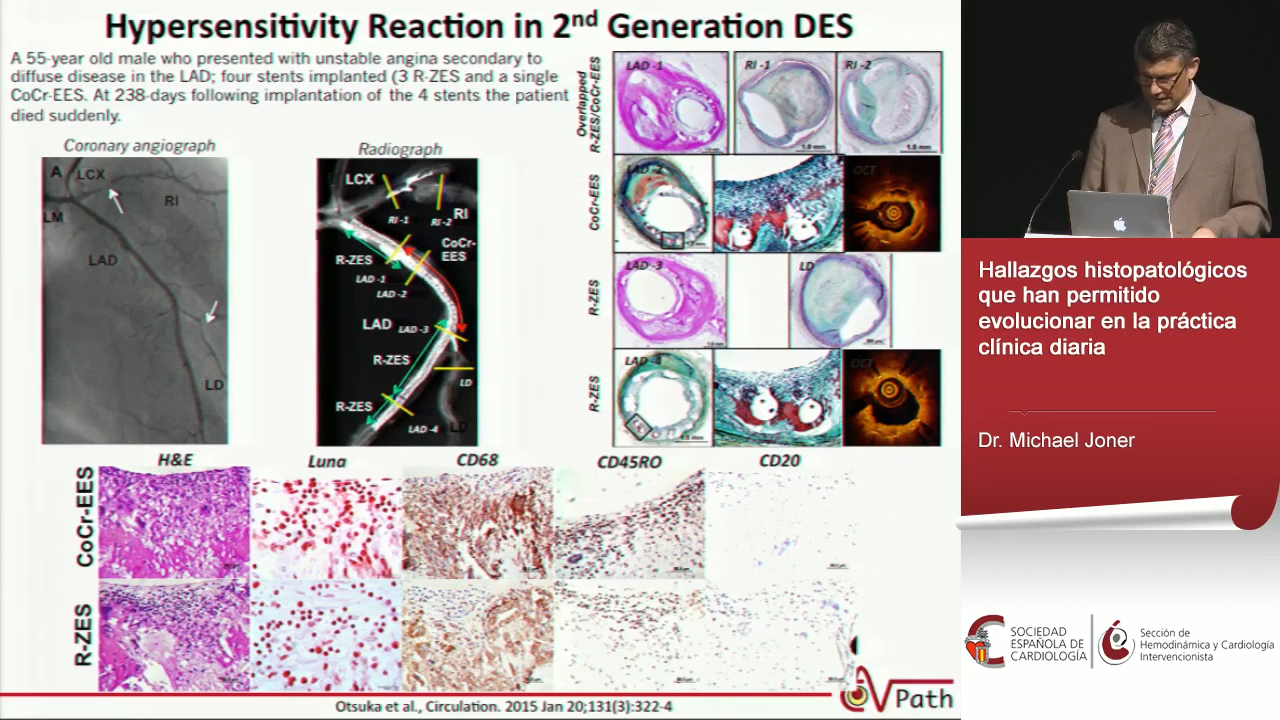 Hypersensitivity Reaction in 2nd Generation DES
A 55-year old male who presented with unstable angina secondary to
diffuse disease in the LAD; four stents implanted (3 R-ZES and a single
CoCr-EES. At 238-days following implantation of the 4 stents the patient
died suddenly.
Coronary angiograph
A
LCX
RI
LM
LAD
LD
Radiograph
LCX
RI -1
RI -2
RI
CoCr-
EES
R-ZES
LAD -1
LAD -2
LAD
LAD -3
R-ZES
LD
R-ZES
LAD -4
LD
Overlapped
R-ZES/CoCr-EES
LAD -1
RI -1
RI -2
1.0 mm
1.0 mm
CoCr-EES
LAD -2
OCT
R-ZES
LAD -3
LD
R-ZES
LAD -4
OCT
H&E
Luna
CD68
CD45RO
CD20
CoCr-EES
R-ZES
Otsuka et al., Circulation. 2015 Jan 20;131(3):322-4
CVPath
Hallazgos histopatológicos
que han permitido
evolucionar en la práctica
clínica diaria
Dr. Michael Joner
SOCIEDAD
ESPAÑOLA DE
CARDIOLOGÍA
Sección de
Hemodinámica y Cardiología
Intervencionista